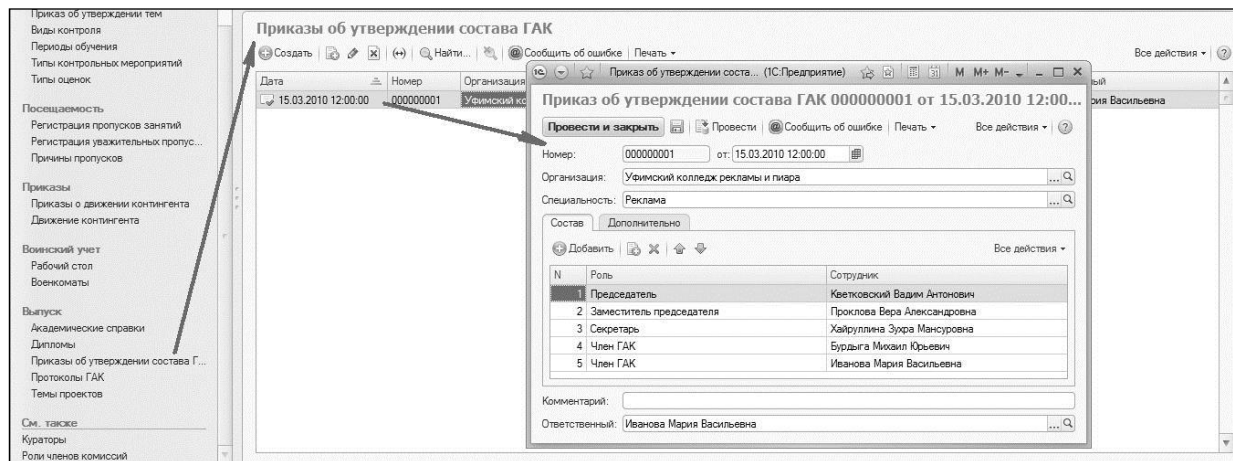 Приказ об утверждении тем
Виды контроля
Периоды обучения
Типы контрольных мероприятий
Типы оценок
Посещаемость
Регистрация пропусков занятий
Регистрация уважительных пропус...
Причины пропусков
Приказы
Приказы о движении контингента
Движение контингента
Воинский учет
Рабочий стол
Военкоматы
Выпуск
Академические справки
Дипломы
Приказы об утверждении состава Г...
Протоколы ГАК
Темы проектов
См. также
Кураторы
Роли членов комиссий
Приказы об утверждении состава ГАК
Создать Найти... Сообщить об ошибке Печать Все действия
Дата Номер Организация
15.03.2010 12:00:00 000000001 Уфимский ко
ый
рия Васильевна
Приказ об утверждении соста... (1С:Предприятие) M M+ M-
Приказ об утверждении состава ГАК 000000001 от 15.03.2010 12:00...
Провести и закрыть Провести Сообщить об ошибке Печать Все действия
Номер: 000000001 от: 15.03.2010 12:00:00
Организация: Уфимский колледж рекламы и пиара
Специальность: Реклама
Состав Дополнительно
Добавить Все действия
N Роль Сотрудник
1 Председатель Кветковский Вадим Антонович
2 Заместитель председателя Проклова Вера Александровна
3 Секретарь Хайруллина Зухра Мансуровна
4 Член ГАК Бурдыга Михаил Юрьевич
5 Член ГАК Иванова Мария Васильевна
Комментарий:
Ответственный: Иванова Мария Васильевна